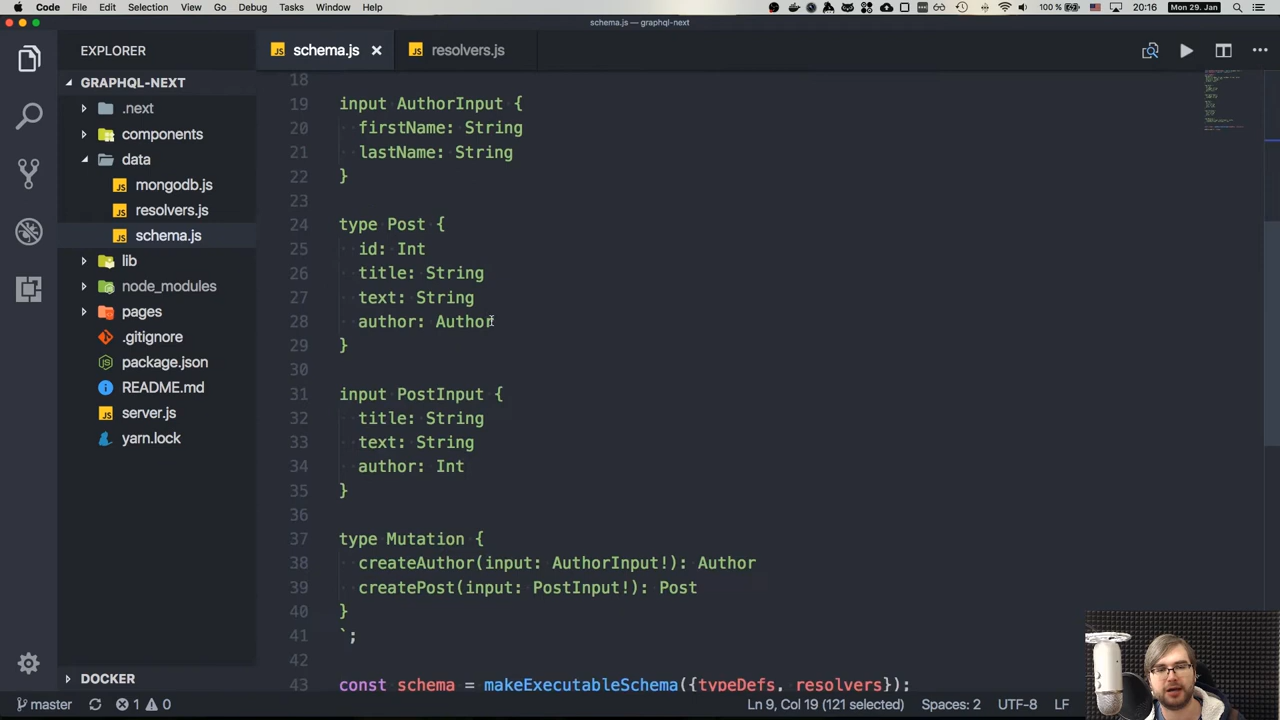 Code File Edit Selection View Go Debug Tasks Window Help 100 % 20:16 Mon 29. Jan
schema.js — graphql-next
EXPLORER
schema.js
resolvers.js
GRAPHQL-NEXT
.next
components
data
mongodb.js
resolvers.js
schema.js
lib
node_modules
pages
.gitignore
package.json
README.md
server.js
yarn.lock
DOCKER
18
19 input AuthorInput {
20 firstName: String
21 lastName: String
22 }
23
24 type Post {
25 id: Int
26 title: String
27 text: String
28 author: Author
29 }
30
31 input PostInput {
32 title: String
33 text: String
34 author: Int
35 }
36
37 type Mutation {
38 createAuthor(input: AuthorInput!): Author
39 createPost(input: PostInput!): Post
40 }
41 `;
42
43 const schema = makeExecutableSchema({typeDefs, resolvers});
master 1 0 Ln 9, Col 19 (121 selected) Spaces: 2 UTF-8 LF